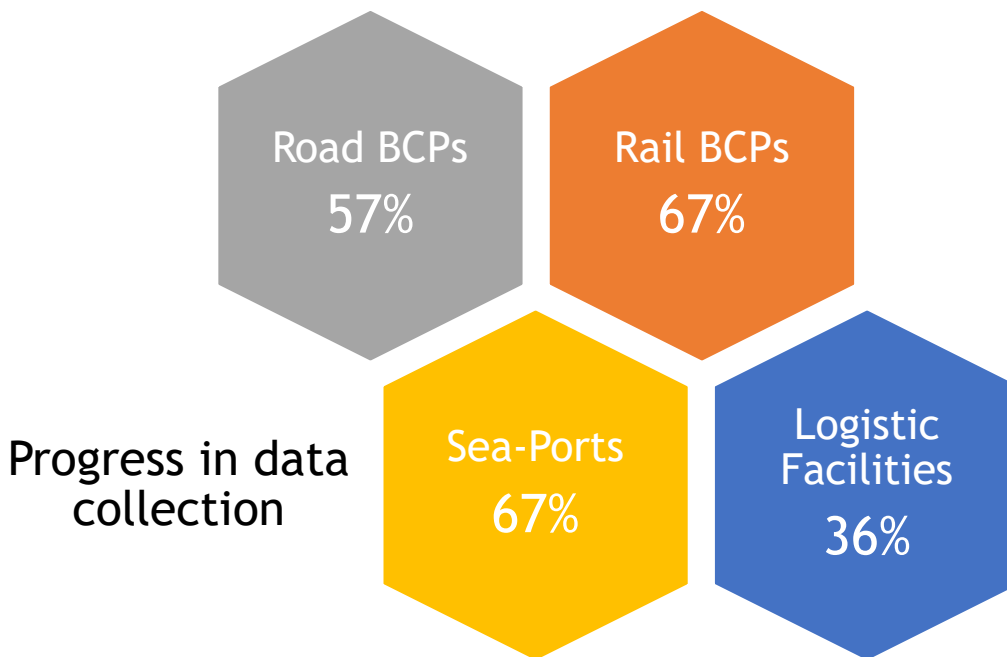 Road BCPs
57%
Rail BCPs
67%
Progress in data
collection
Sea-Ports
67%
Logistic
Facilities
36%